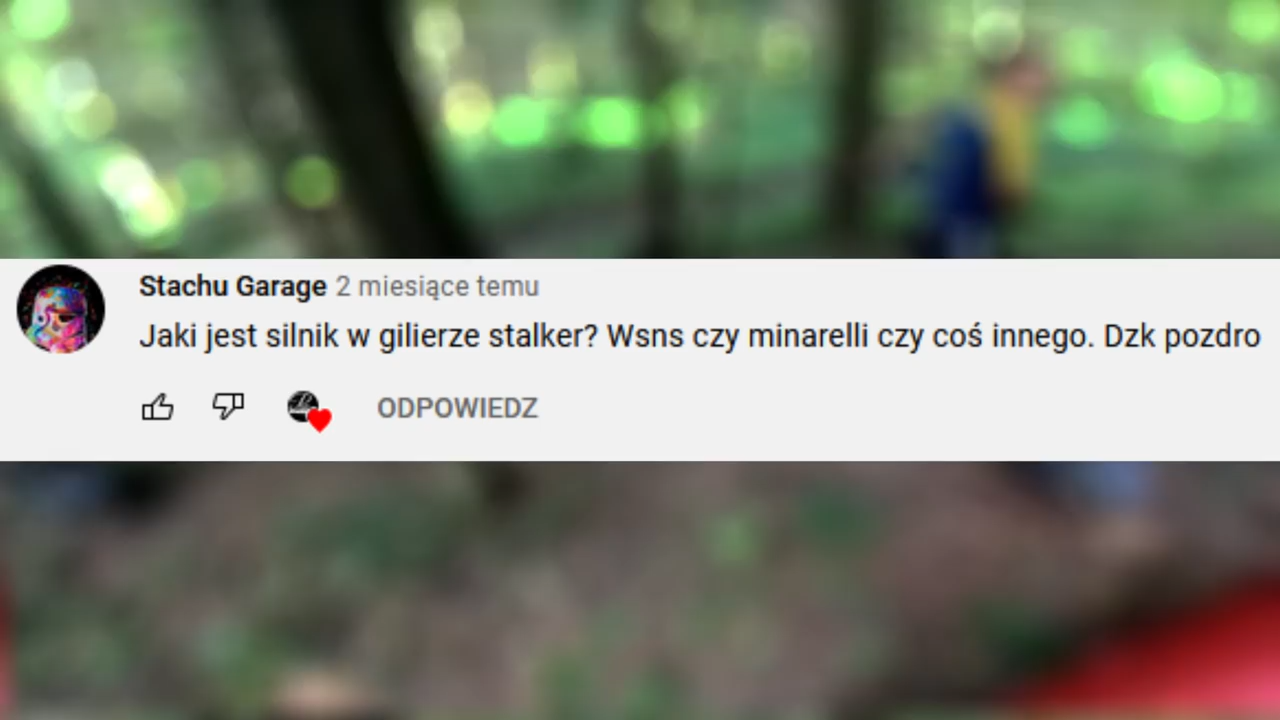 Stachu Garage 2 miesiące temu
Jaki jest silnik w gilierze stalker? Wsns czy minarelli czy coś innego. Dzk pozdro
ODPOWIEDZ